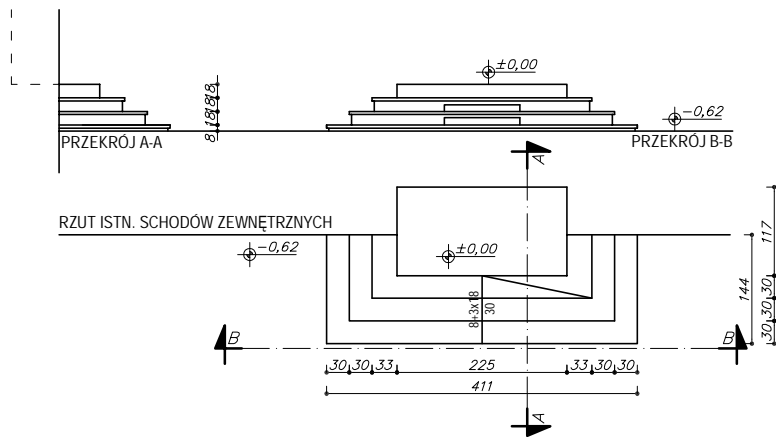 ±0,00
8 18 18 18
-0,62
PRZEKRÓJ A-A
PRZEKRÓJ B-B
A
RZUT ISTN. SCHODÓW ZEWNĘTRZNYCH
-0,62
±0,00
8+3x18
30
117
144
30 30 30
B
B
30 30 33 225 33 30 30
411
A